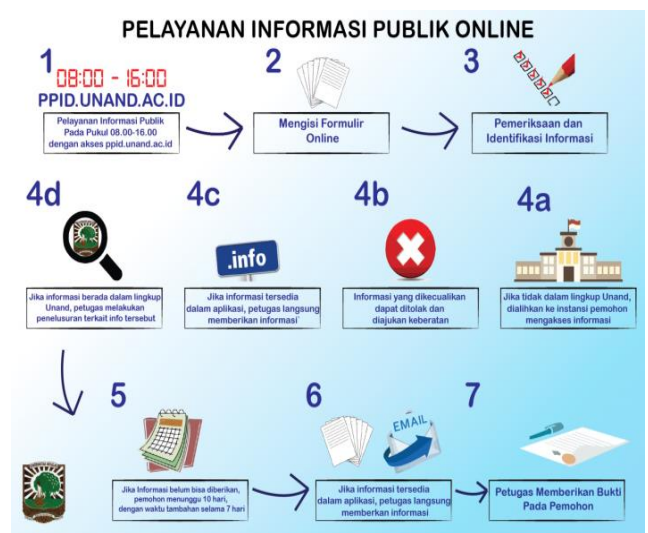 PELAYANAN INFORMASI PUBLIK ONLINE
1
08:00 - 16:00
PPID.UNAND.AC.ID
Pelayanan Informasi Publik
Pada Pukul 08.00-16.00
dengan akses ppid.unand.ac.id
2
Mengisi Formulir
Online
3
Pemeriksaan dan
Identifikasi Informasi
4d
Jika informasi berada dalam lingkup
Unand, petugas melakukan
penelusuran terkait info tersebut
4c
.info
Jika informasi tersedia
dalam aplikasi, petugas langsung
memberikan informasi`
4b
Informasi yang dikecualikan
dapat ditolak dan
diajukan keberatan
4a
Jika tidak dalam lingkup Unand,
dialihkan ke instansi pemohon
mengakses informasi
5
Jika Informasi belum bisa diberikan,
pemohon menunggu 10 hari,
dengan waktu tambahan selama 7 hari
6
EMAIL
Jika informasi tersedia
dalam aplikasi, petugas langsung
memberkan informasi
7
Petugas Memberikan Bukti
Pada Pemohon